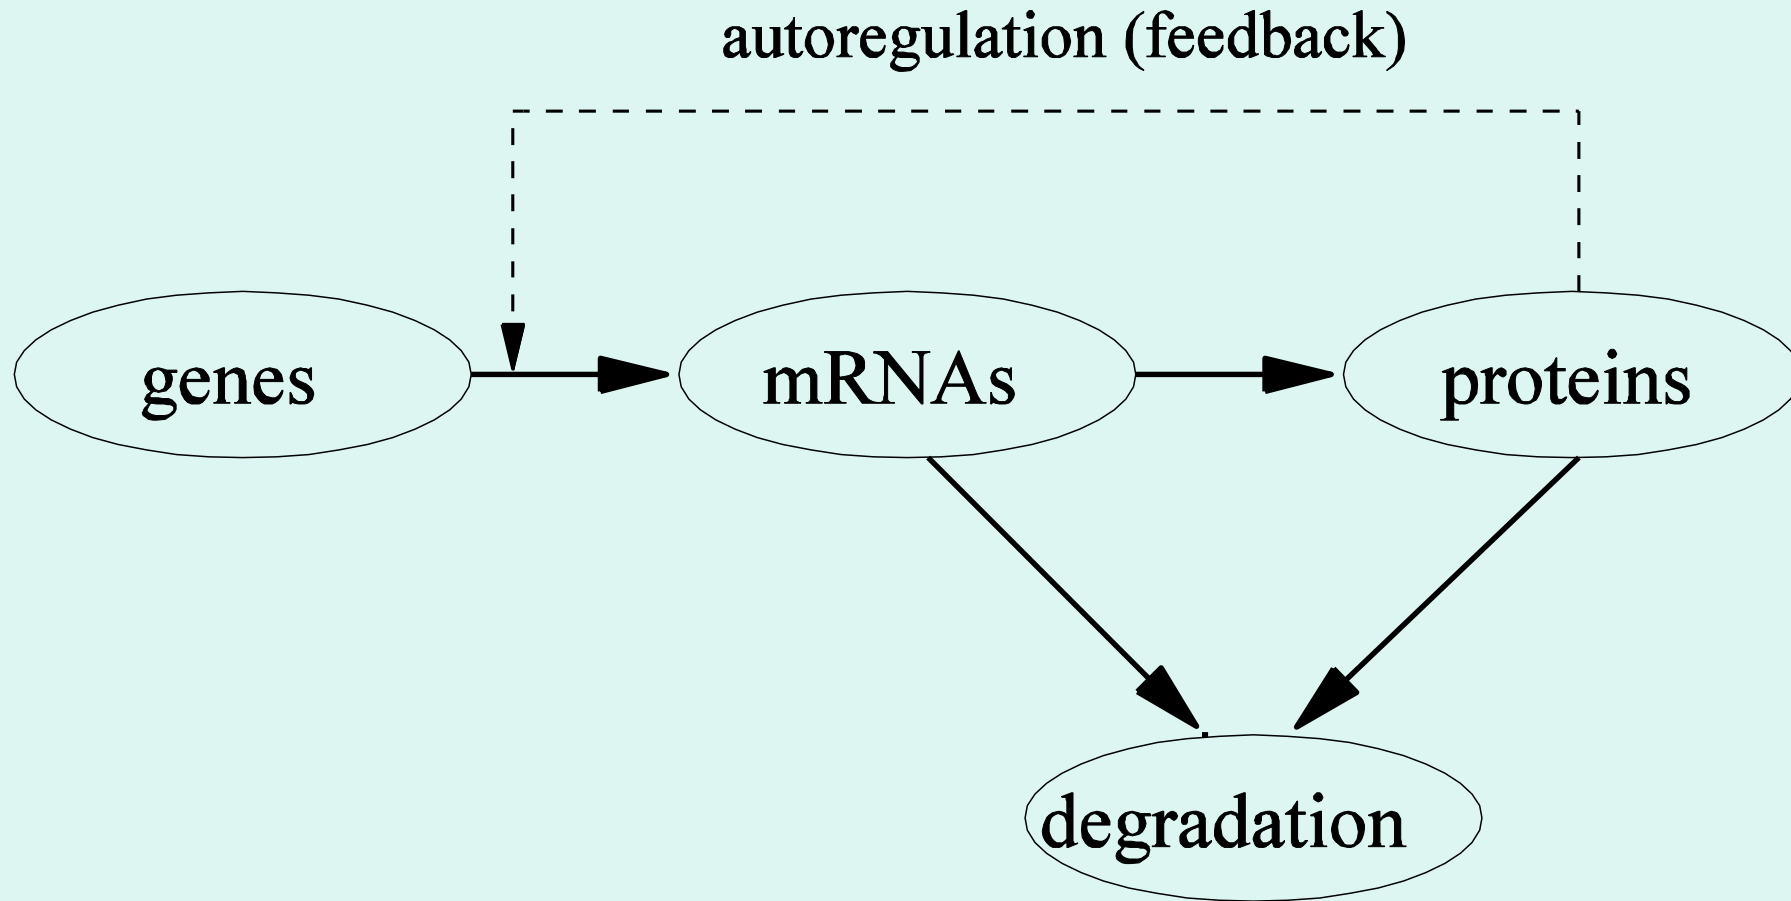 autoregulation (feedback)
genes
mRNAs
proteins
degradation